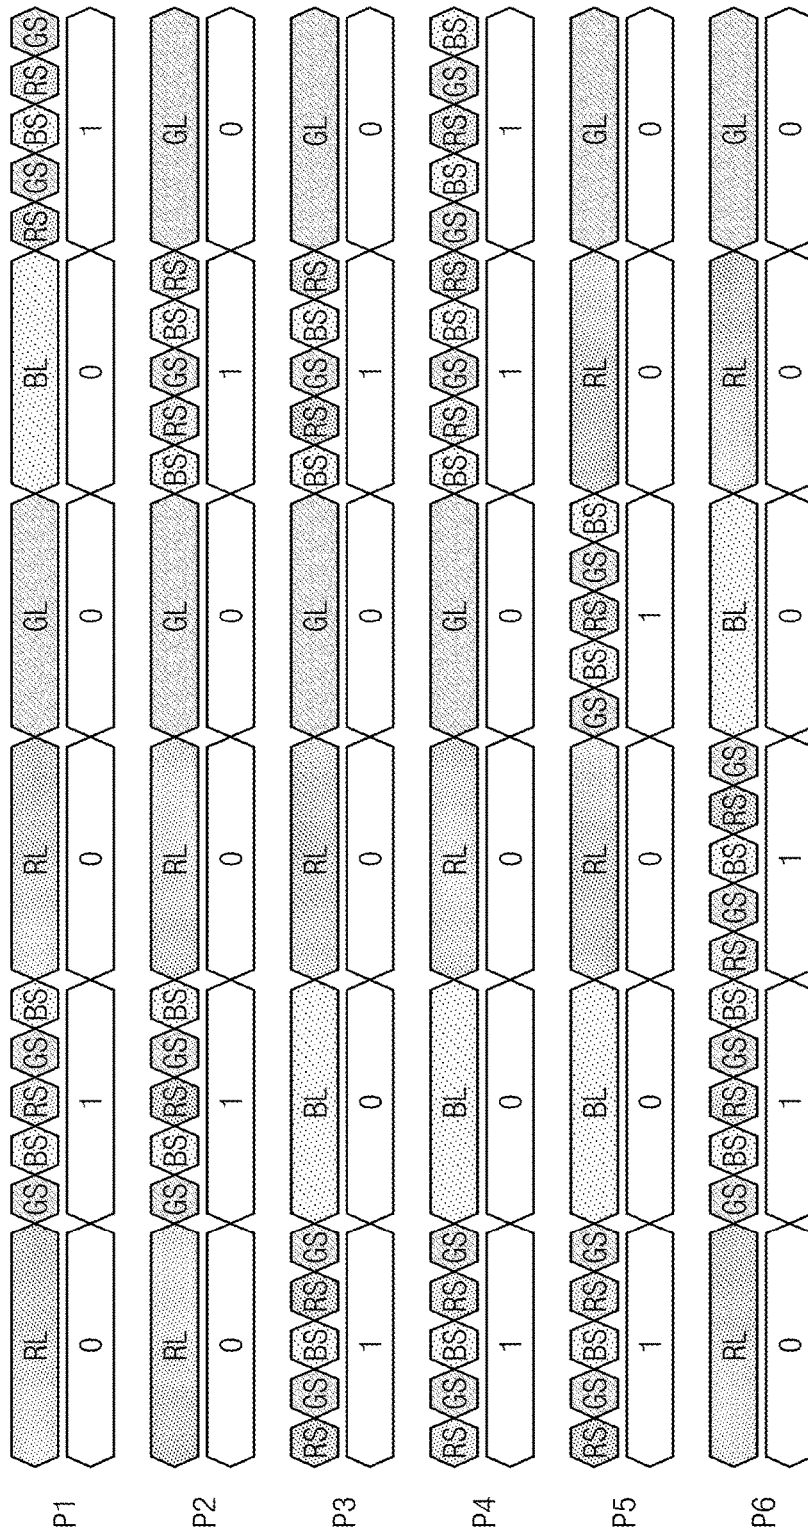 P1
RL GS BS RS GS BS RL GL BL RS GS BS RS GS
0 1 0 0 0 1
P2
RL GS BS RS GS BS RL GL BS RS GS BS RS GL
0 1 0 0 1 0
P3
RS GS BS RS GS BL RL GL BS RS GS BS RS GL
1 0 0 0 1 0
P4
RS GS BS RS GS BL RL GL BS RS GS BS RS GS BS RS GS BS
1 0 0 0 1 1
P5
RS GS BS RS GS BL RL GS BS RS GS BS RL GL
1 0 0 1 0 0
P6
RL GS BS RS GS BS RS GS BS RS GS BL RL GL
0 1 1 0 0 0